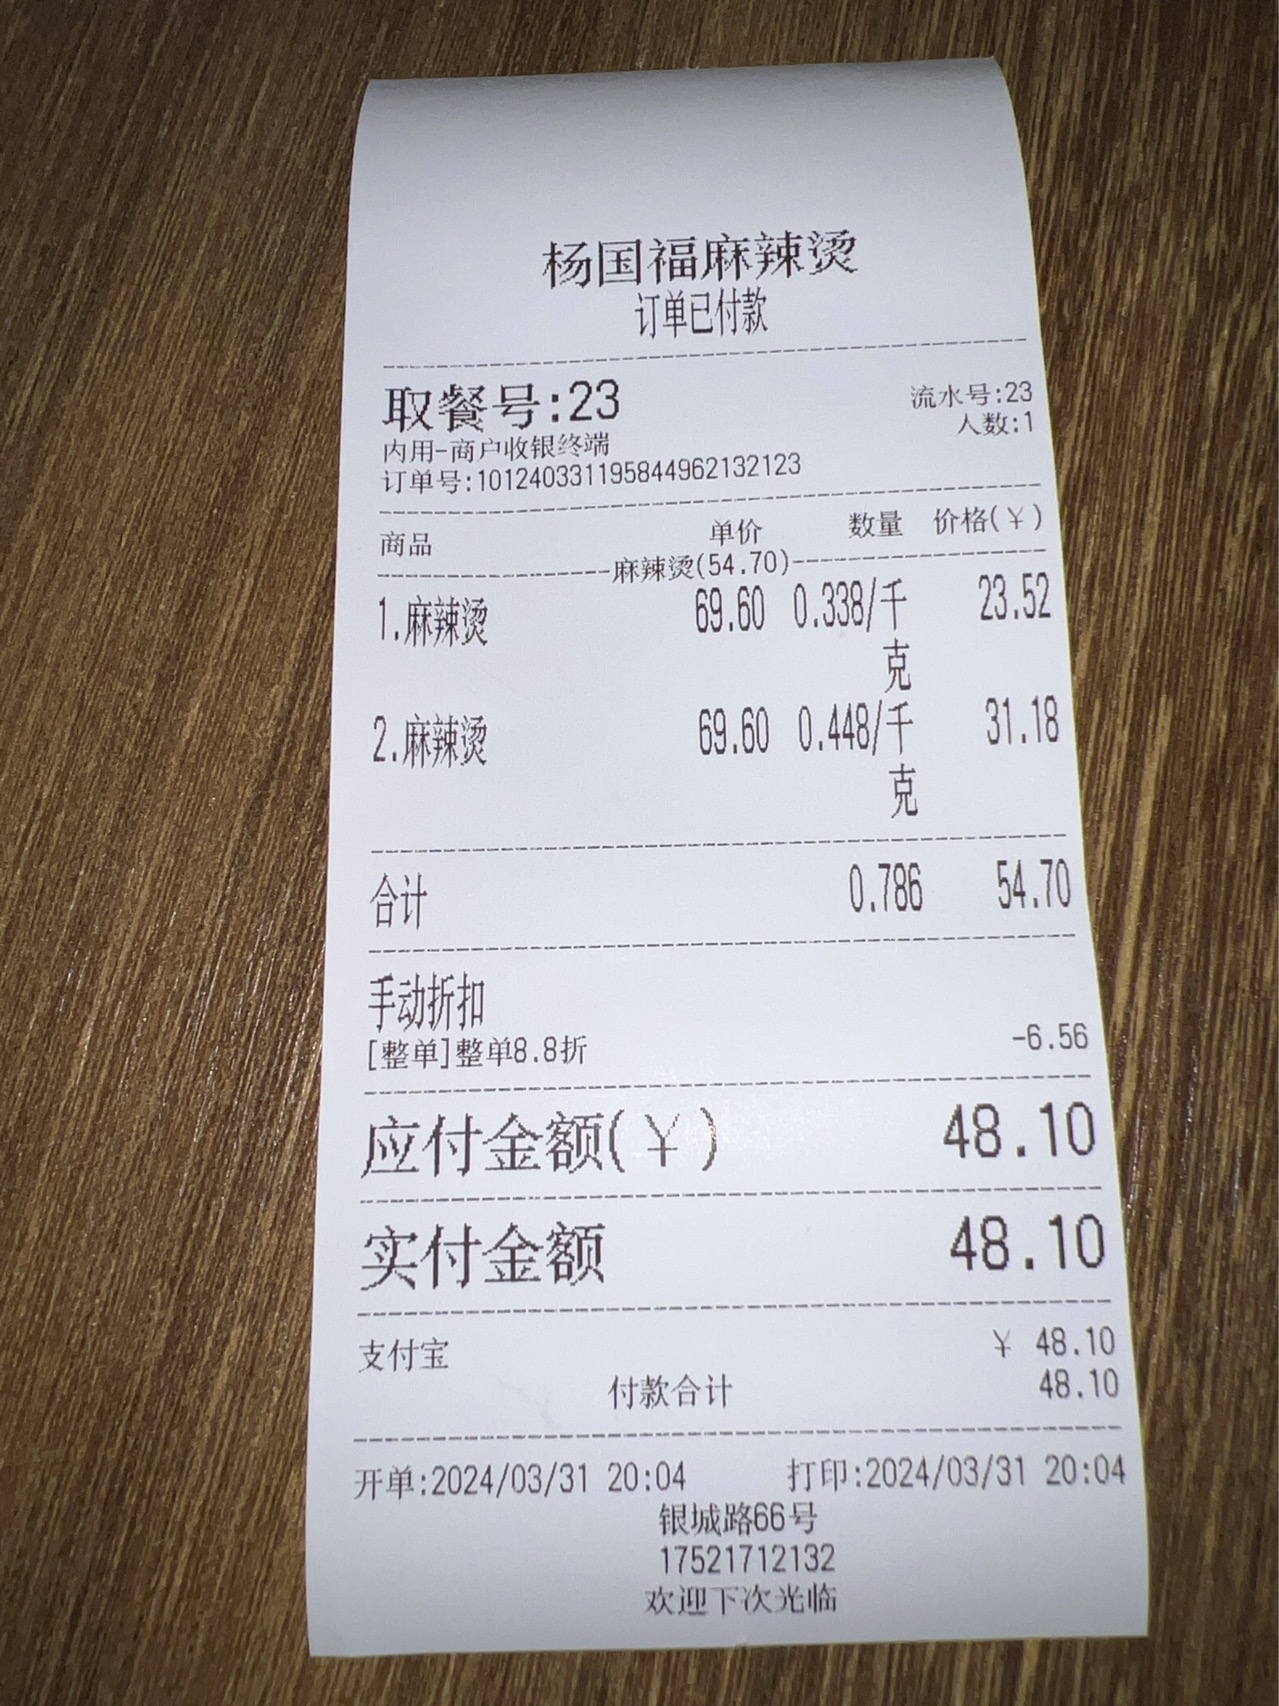 杨国福麻辣烫
订单已付款
取餐号:23 流水号:23
内用-商户收银终端 人数:1
订单号:101240331195844962132123
商品 单价 数量 价格(¥)
麻辣烫(54.70)
1.麻辣烫 69.60 0.338/千 23.52
克
2.麻辣烫 69.60 0.448/千 31.18
克
合计 0.786 54.70
手动折扣
[整单]整单8.8折 -6.56
应付金额(¥) 48.10
实付金额 48.10
支付宝 ¥ 48.10
付款合计 48.10
开单:2024/03/31 20:04 打印:2024/03/31 20:04
银城路66号
17521712132
欢迎下次光临